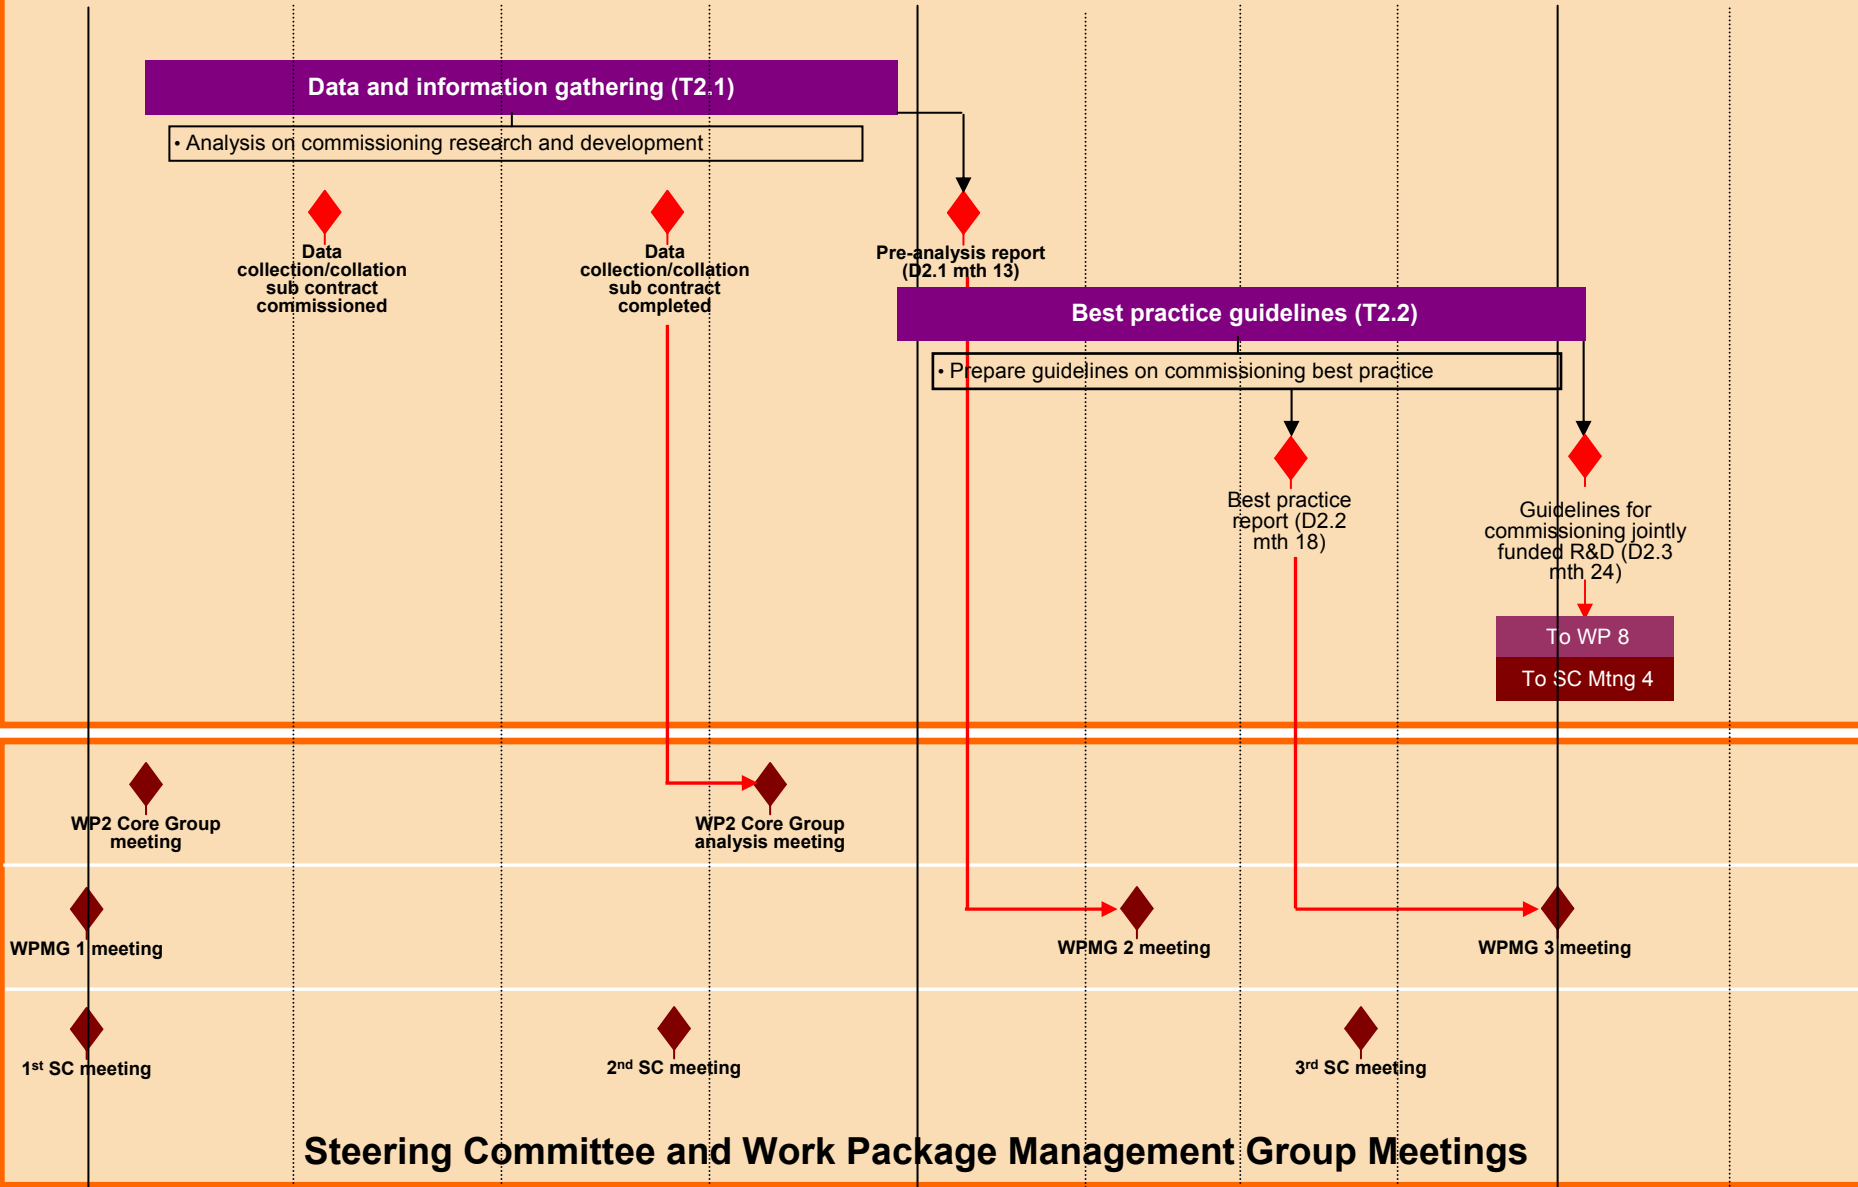 Data and information gathering (T2.1)
• Analysis on commissioning research and development
Data
collection/collation
sub contract
commissioned
Data
collection/collation
sub contract
completed
Pre-analysis report
(D2.1 mth 13)
Best practice guidelines (T2.2)
• Prepare guidelines on commissioning best practice
Best practice
report (D2.2
mth 18)
Guidelines for
commissioning jointly
funded R&D (D2.3
mth 24)
To WP 8
To SC Mtng 4
WP2 Core Group
meeting
WP2 Core Group
analysis meeting
WPMG 1 meeting
WPMG 2 meeting
WPMG 3 meeting
1st SC meeting
2nd SC meeting
3rd SC meeting
Steering Committee and Work Package Management Group Meetings